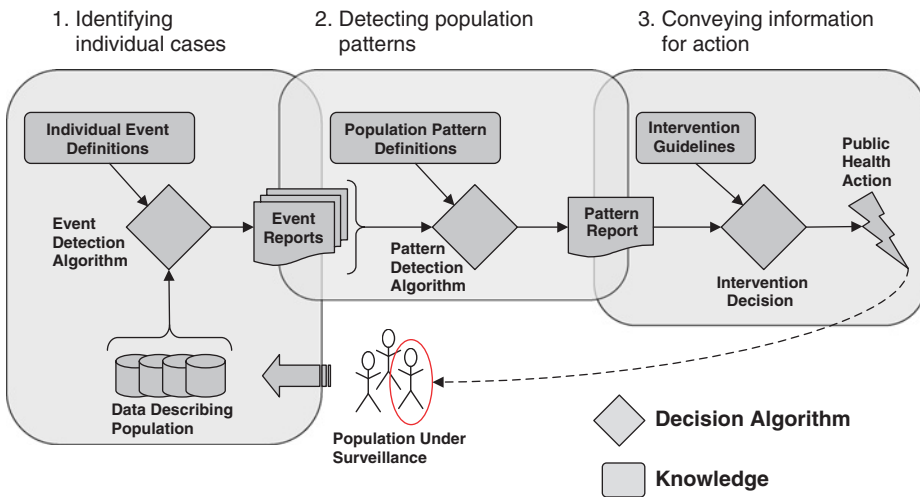 1. Identifying
individual cases
2. Detecting population
patterns
3. Conveying information
for action
Individual Event
Definitions
Population Pattern
Definitions
Intervention
Guidelines
Public
Health
Action
Event
Detection
Algorithm
Event
Reports
Pattern
Detection
Algorithm
Pattern
Report
Intervention
Decision
Data Describing
Population
Population Under
Surveillance
Decision Algorithm
Knowledge